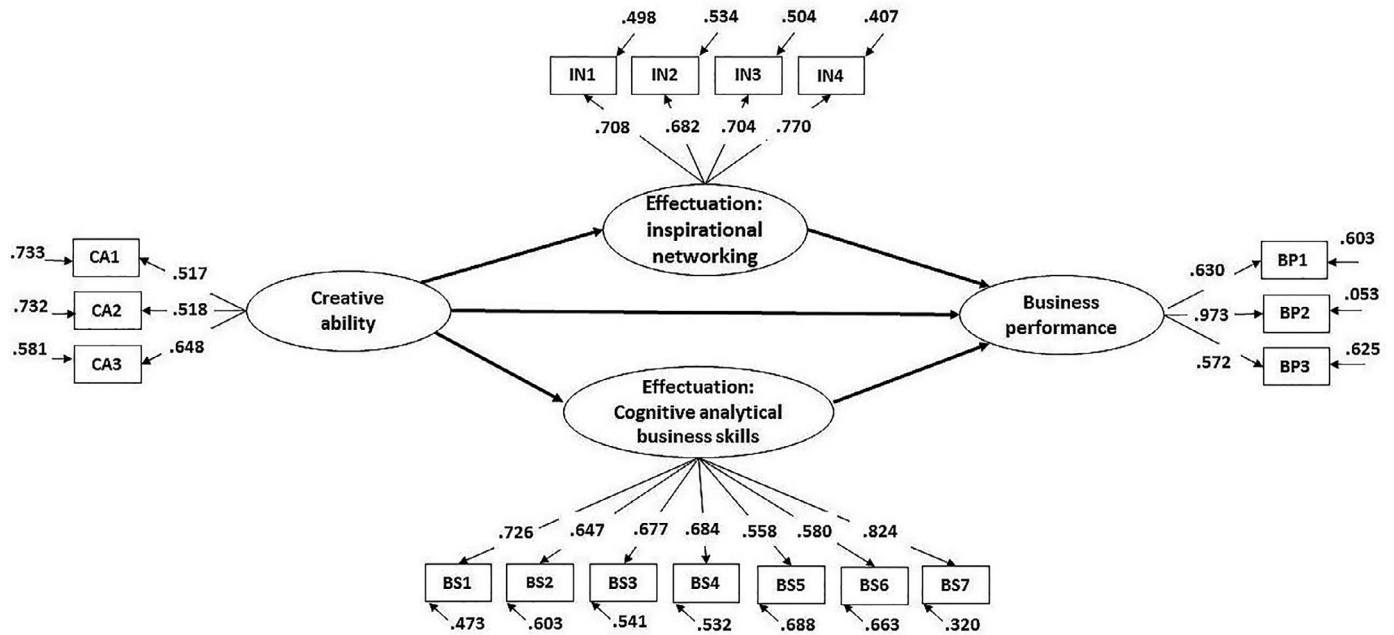 .498 .534 .504 .407
IN1 IN2 IN3 IN4
.708 .682 .704 .770
Effectuation:
inspirational
networking
.733 CA1 .517
.732 CA2 .518
.581 CA3 .648
Creative
ability
Business
performance
.630 BP1 .603
.973 BP2 .053
.572 BP3 .625
Effectuation:
Cognitive analytical
business skills
.726 .647 .677 .684 .558 .580 .824
BS1 BS2 BS3 BS4 BS5 BS6 BS7
.473 .603 .541 .532 .688 .663 .320